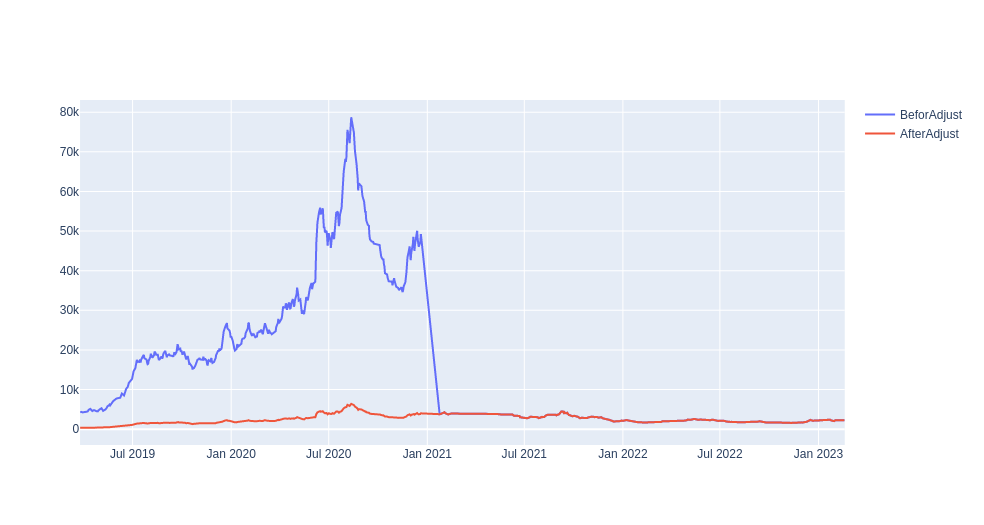 80k
70k
60k
50k
40k
30k
20k
10k
0
Jul 2019
Jan 2020
Jul 2020
Jan 2021
Jul 2021
Jan 2022
Jul 2022
Jan 2023
BeforAdjust
AfterAdjust